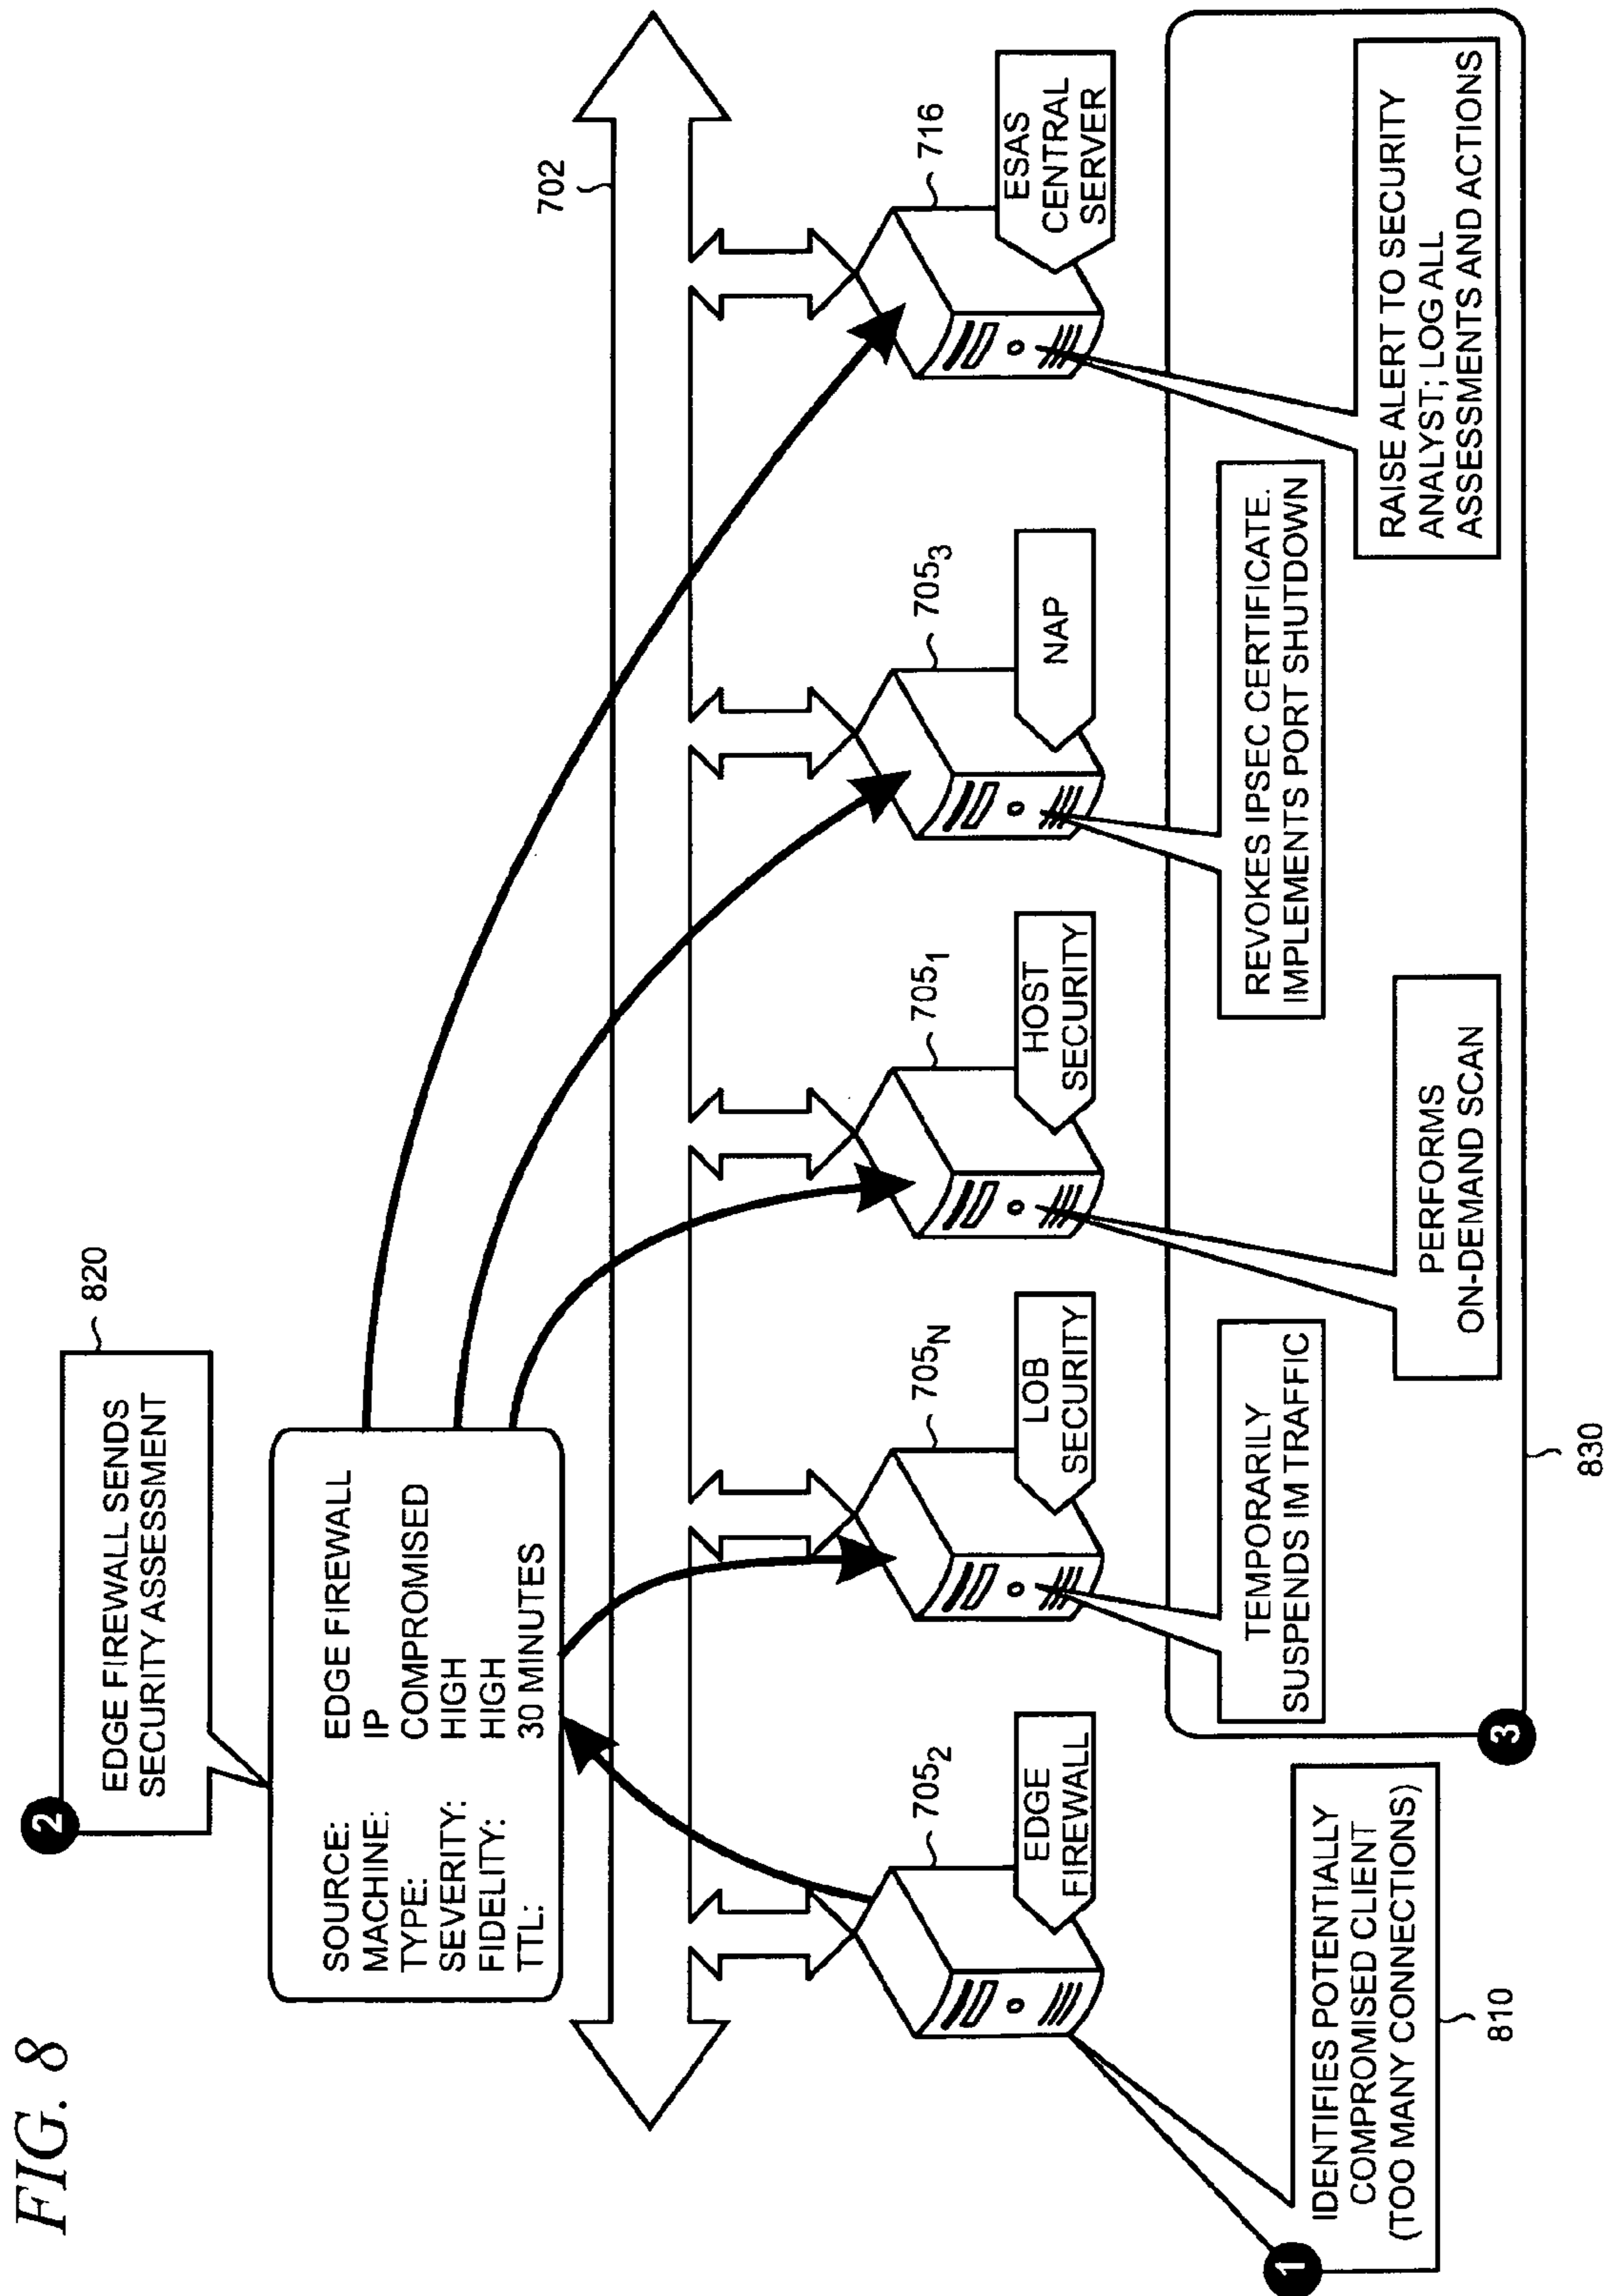 FIG. 8
2
EDGE FIREWALL SENDS
SECURITY ASSESSMENT
820
SOURCE: EDGE FIREWALL
MACHINE: IP
TYPE: COMPROMISED
SEVERITY: HIGH
FIDELITY: HIGH
TTL: 30 MINUTES
702
705₂
EDGE
FIREWALL
705N
LOB
SECURITY
705₁
HOST
SECURITY
705₃
NAP
716
ESAS
CENTRAL
SERVER
1
IDENTIFIES POTENTIALLY
COMPROMISED CLIENT
(TOO MANY CONNECTIONS)
810
3
TEMPORARILY
SUSPENDS IM TRAFFIC
PERFORMS
ON-DEMAND SCAN
REVOKES IPSEC CERTIFICATE.
IMPLEMENTS PORT SHUTDOWN
RAISE ALERT TO SECURITY
ANALYST; LOG ALL
ASSESSMENTS AND ACTIONS
830